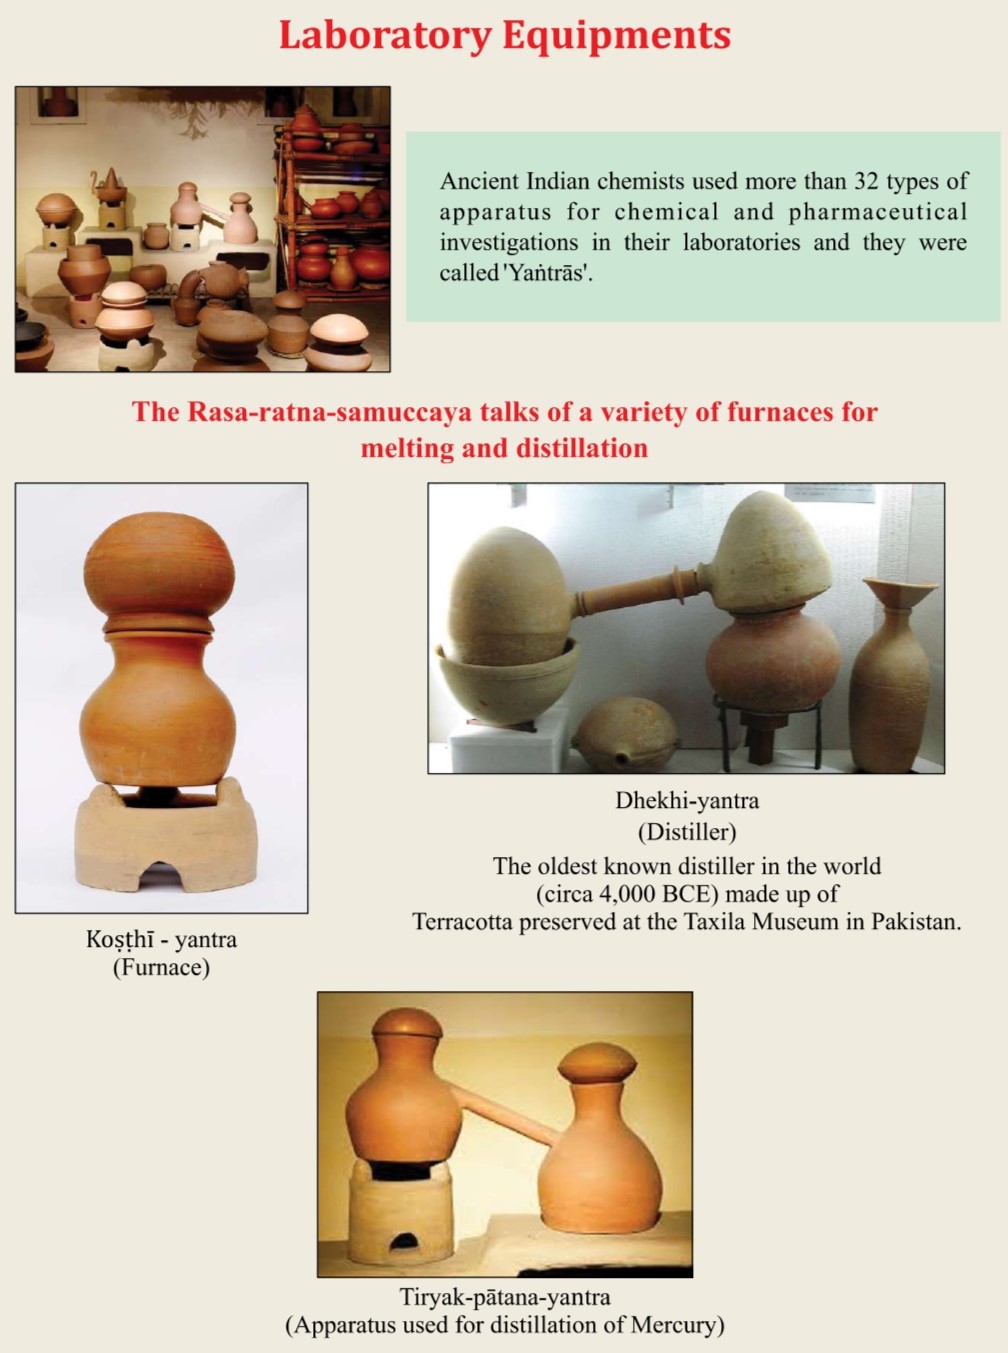 Laboratory Equipments
Ancient Indian chemists used more than 32 types of
apparatus for chemical and pharmaceutical
investigations in their laboratories and they were
called 'Yaṅtrās'.
The Rasa-ratna-samuccaya talks of a variety of furnaces for
melting and distillation
Koṣṭhī - yantra
(Furnace)
Dhekhi-yantra
(Distiller)
The oldest known distiller in the world
(circa 4,000 BCE) made up of
Terracotta preserved at the Taxila Museum in Pakistan.
Tiryak-pātana-yantra
(Apparatus used for distillation of Mercury)